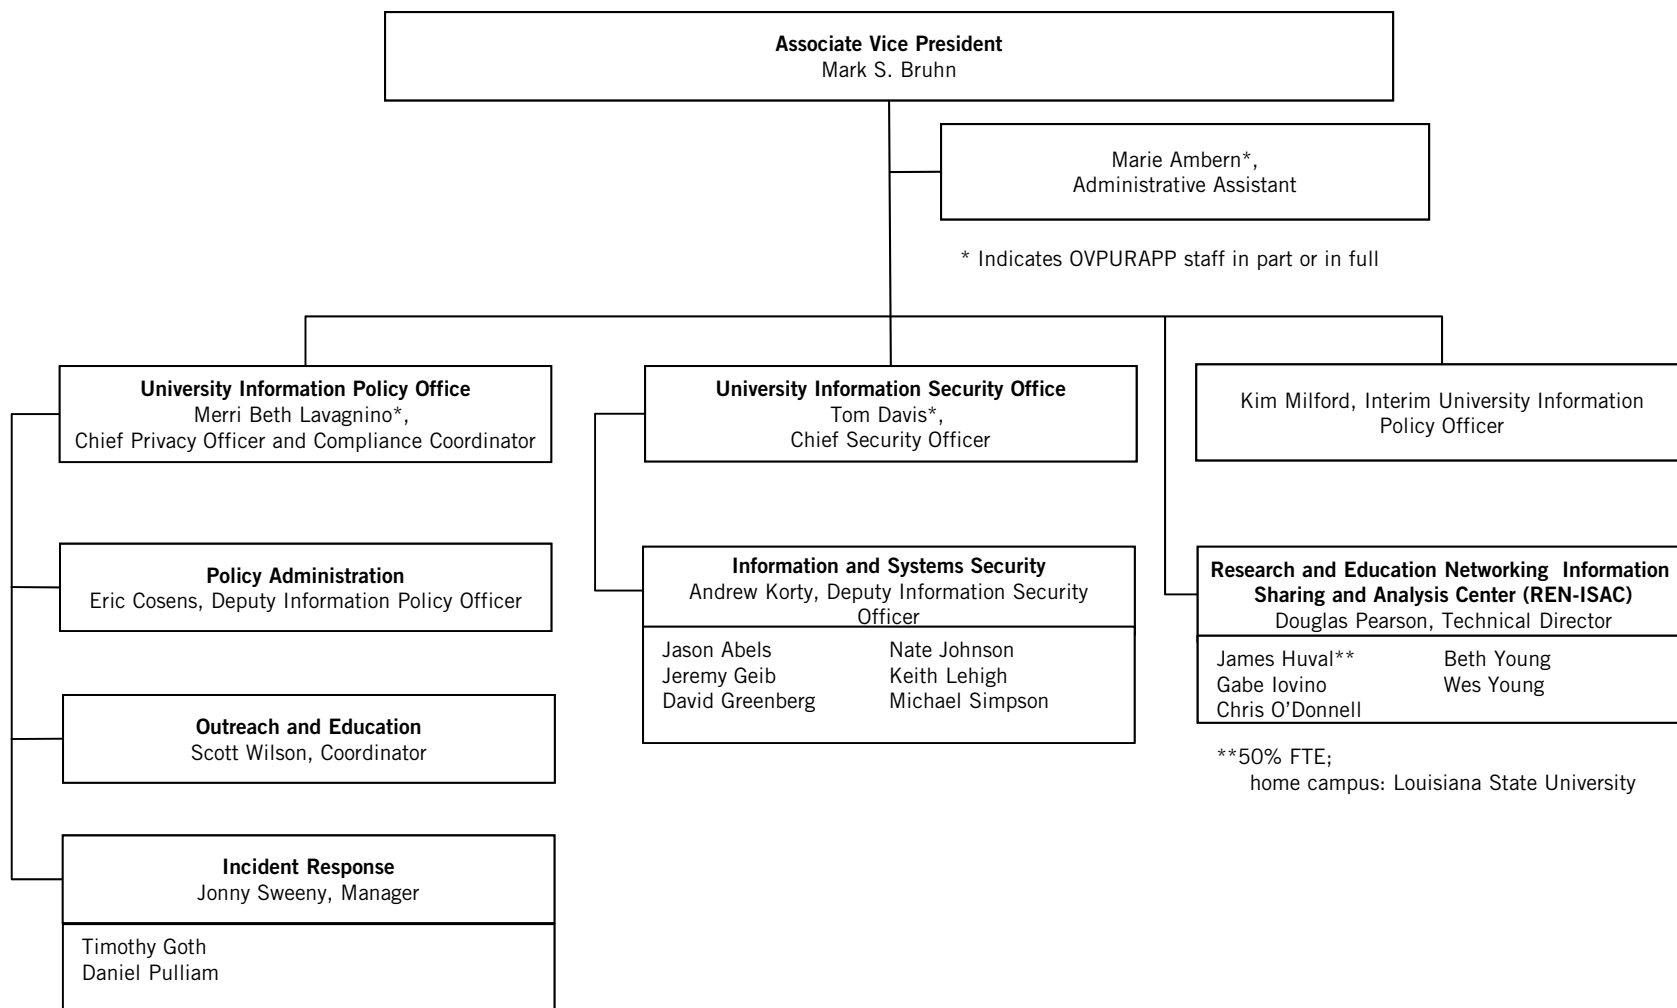 Associate Vice President
Mark S. Bruhn
Marie Ambern*,
Administrative Assistant
* Indicates OVPURAPP staff in part or in full
University Information Policy Office
Merri Beth Lavagnino*,
Chief Privacy Officer and Compliance Coordinator
University Information Security Office
Tom Davis*,
Chief Security Officer
Kim Milford, Interim University Information
Policy Officer
Policy Administration
Eric Cosens, Deputy Information Policy Officer
Information and Systems Security
Andrew Korty, Deputy Information Security
Officer
Jason Abels
Jeremy Geib
David Greenberg
Nate Johnson
Keith Lehigh
Michael Simpson
Research and Education Networking Information
Sharing and Analysis Center (REN-ISAC)
Douglas Pearson, Technical Director
James Huval**
Gabe Iovino
Chris O’Donnell
Beth Young
Wes Young
**50% FTE;
home campus: Louisiana State University
Outreach and Education
Scott Wilson, Coordinator
Incident Response
Jonny Sweeny, Manager
Timothy Goth
Daniel Pulliam